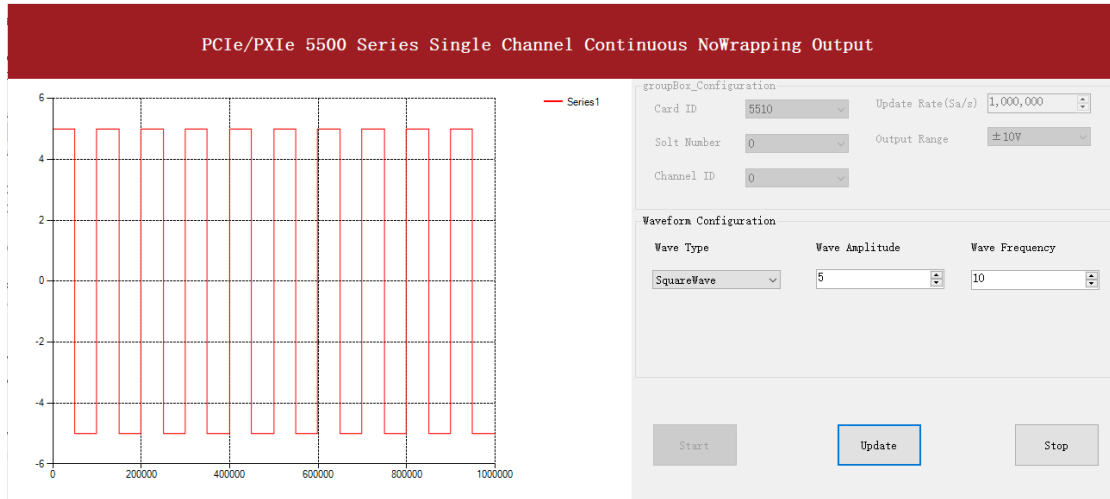 PCIe/PXIe 5500 Series Single Channel Continuous NoWrapping Output
6
4
2
0
-2
-4
-6
0 200000 400000 600000 800000 1000000
Series1
groupBox_Configuration
Card ID 5510 Update Rate(Sa/s) 1,000,000
Solt Number 0 Output Range ±10V
Channel ID 0
Waveform Configuration
Wave Type Wave Amplitude Wave Frequency
SquareWave 5 10
Start Update Stop